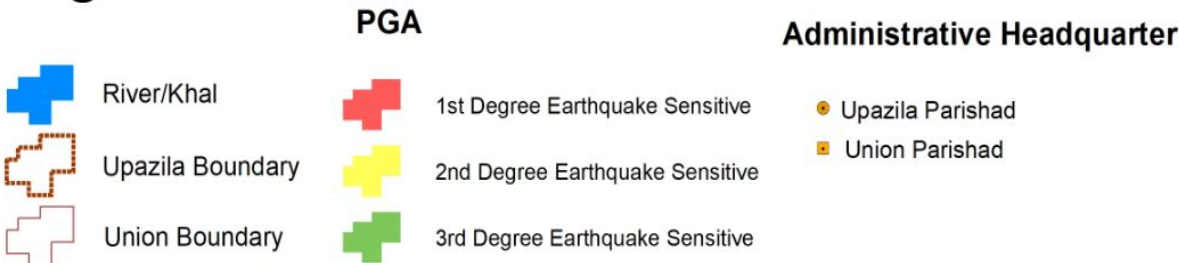 PGA
Administrative Headquarter
River/Khal
Upazila Boundary
Union Boundary
1st Degree Earthquake Sensitive
2nd Degree Earthquake Sensitive
3rd Degree Earthquake Sensitive
Upazila Parishad
Union Parishad